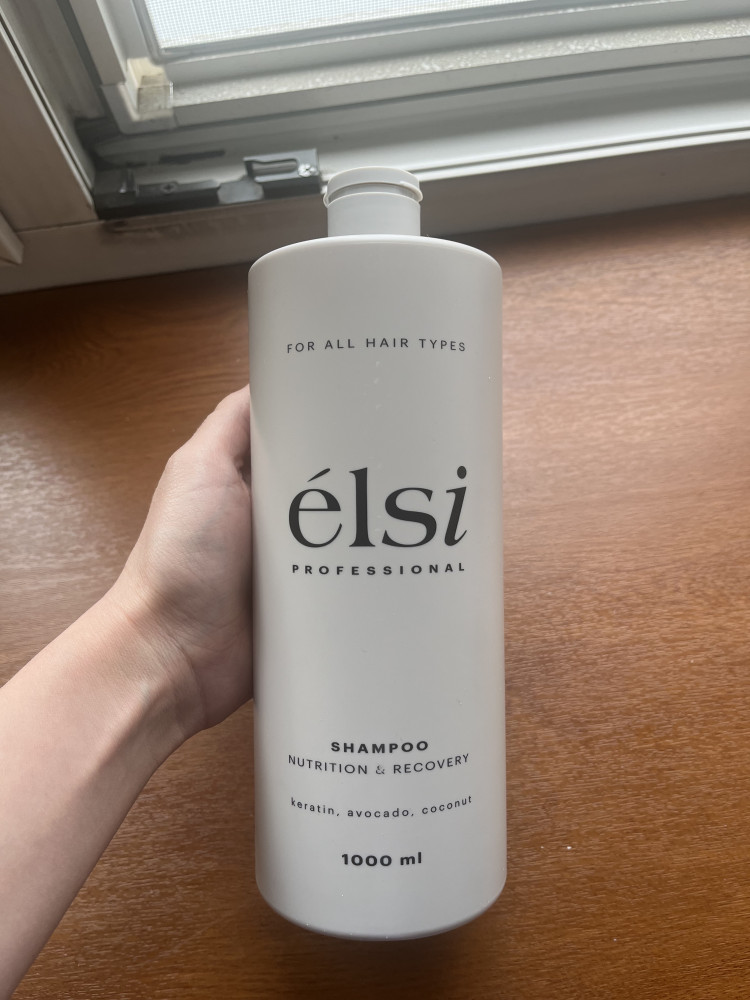 FOR ALL HAIR TYPES
élsi
PROFESSIONAL
SHAMPOO
NUTRITION & RECOVERY
keratin, avocado, coconut
1000 ml